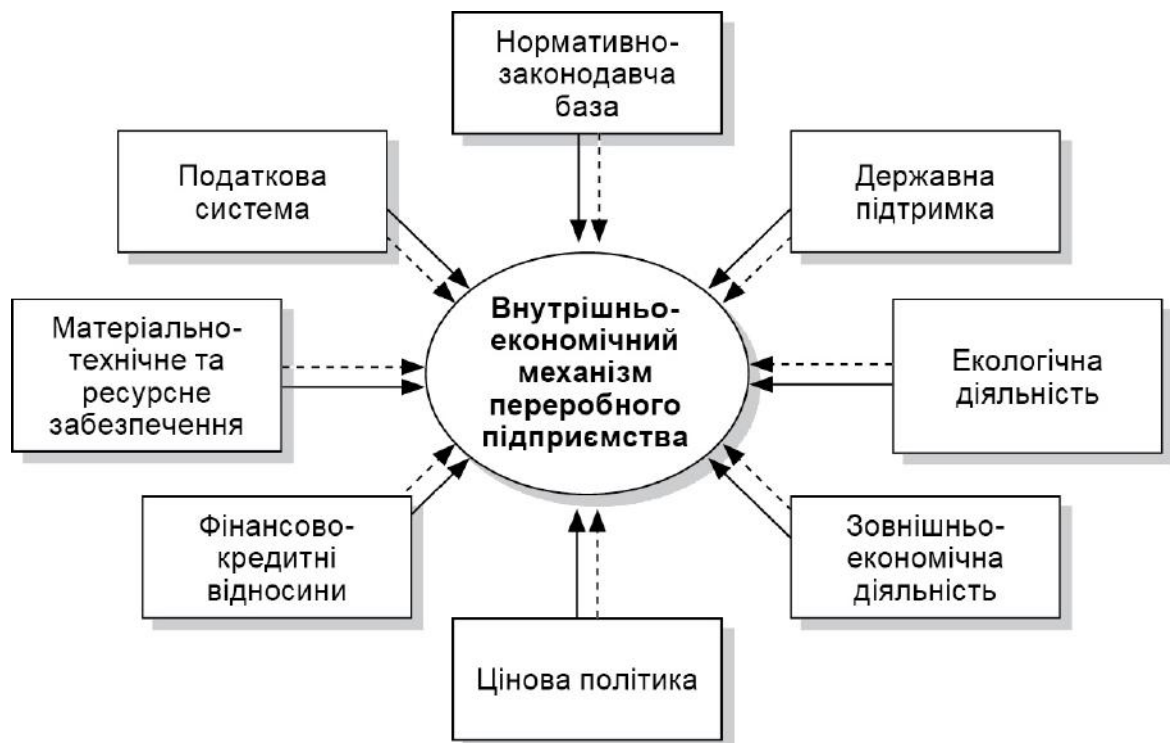 Нормативно-
законодавча
база
Податкова
система
Державна
підтримка
Внутрішньо-
економічний
механізм
переробного
підприємства
Матеріально-
технічне та
ресурсне
забезпечення
Екологічна
діяльність
Фінансово-
кредитні
відносини
Зовнішньо-
економічна
діяльність
Цінова політика